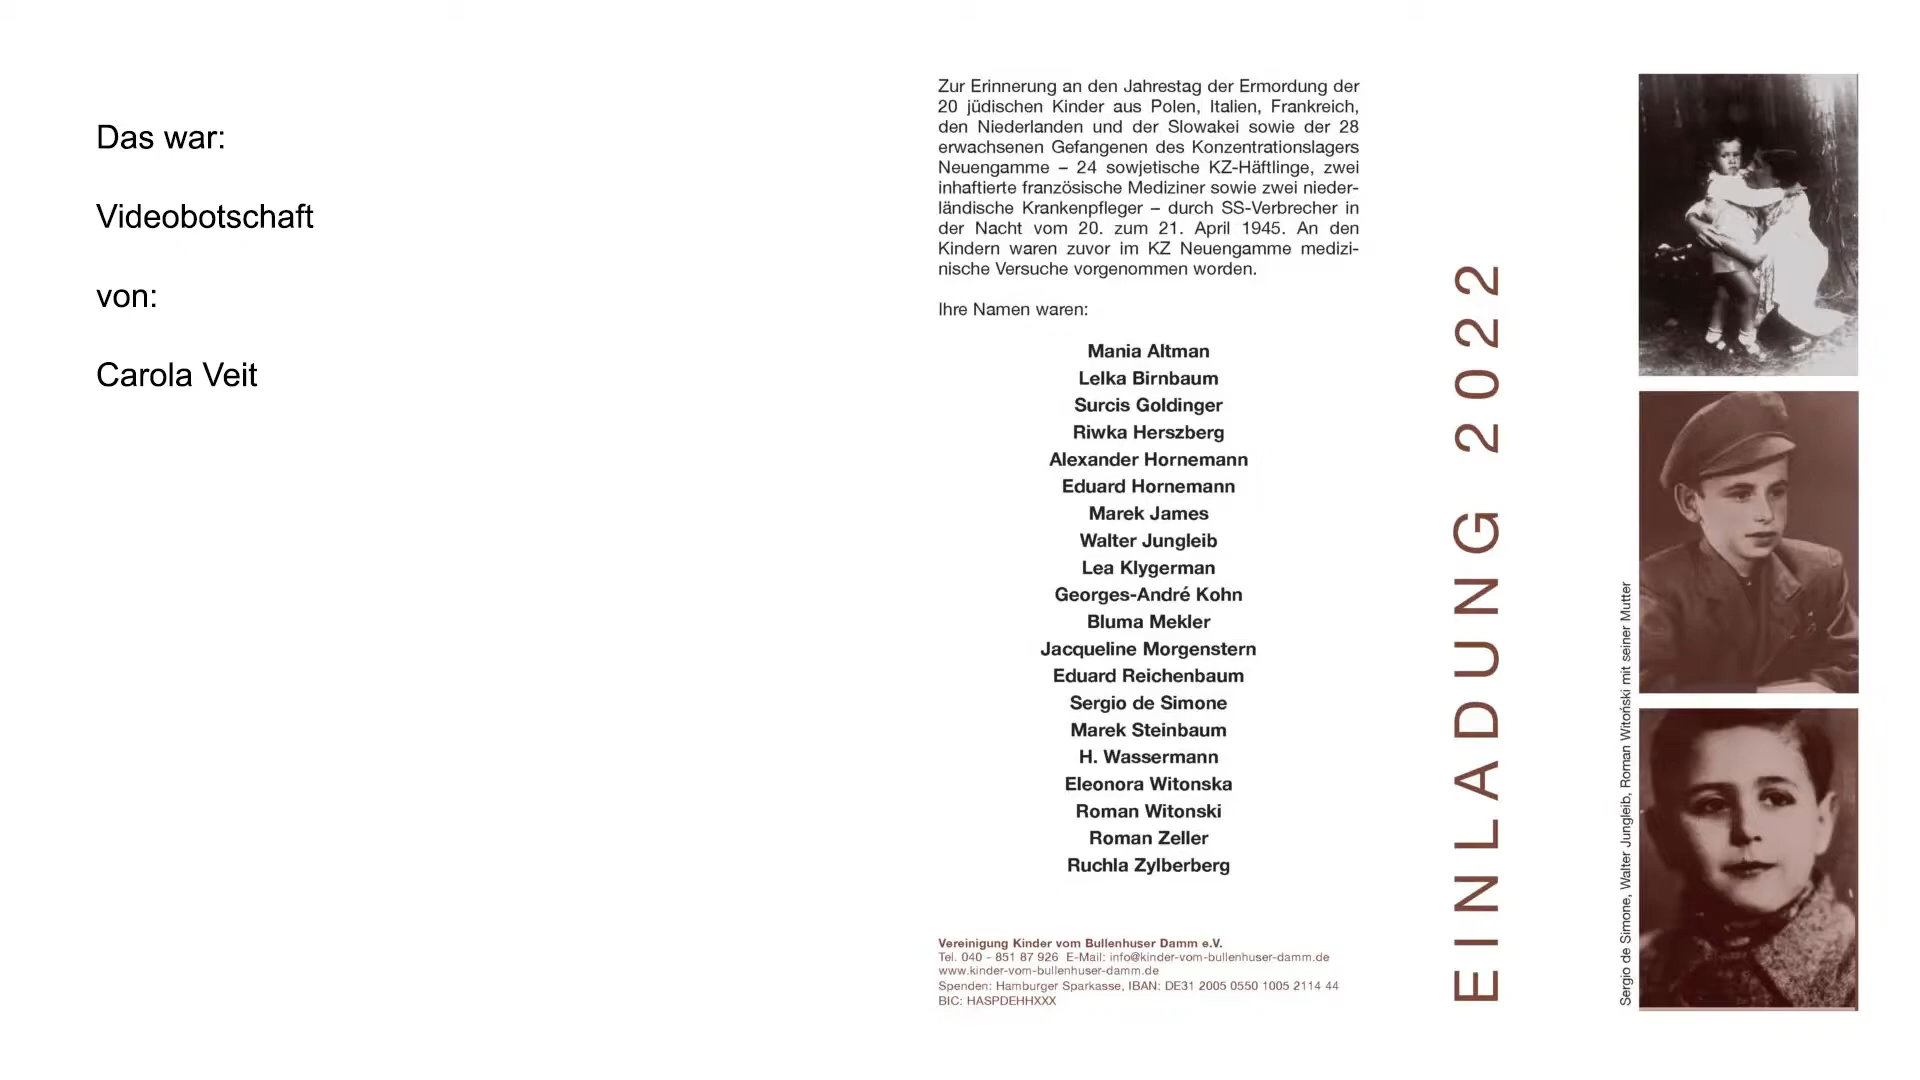 Das war:
Videobotschaft
von:
Carola Veit
Zur Erinnerung an den Jahrestag der Ermordung der
20 jüdischen Kinder aus Polen, Italien, Frankreich,
den Niederlanden und der Slowakei sowie der 28
erwachsenen Gefangenen des Konzentrationslagers
Neuengamme – 24 sowjetische KZ-Häftlinge, zwei
inhaftierte französische Mediziner sowie zwei nieder-
ländische Krankenpfleger – durch SS-Verbrecher in
der Nacht vom 20. zum 21. April 1945. An den
Kindern waren zuvor im KZ Neuengamme medizi-
nische Versuche vorgenommen worden.
Ihre Namen waren:
Mania Altman
Lelka Birnbaum
Surcis Goldinger
Riwka Herszberg
Alexander Hornemann
Eduard Hornemann
Marek James
Walter Jungleib
Lea Klygerman
Georges-André Kohn
Bluma Mekler
Jacqueline Morgenstern
Eduard Reichenbaum
Sergio de Simone
Marek Steinbaum
H. Wassermann
Eleonora Witonska
Roman Witonski
Roman Zeller
Ruchla Zylberberg
Vereinigung Kinder vom Bullenhuser Damm e.V.
Tel. 040 – 851 87 926 E-Mail: info@kinder-vom-bullenhuser-damm.de
www.kinder-vom-bullenhuser-damm.de
Spenden: Hamburger Sparkasse, IBAN: DE31 2005 0550 1005 2114 44
BIC: HASPDEHHXXX
EINLADUNG 2022
Sergio de Simone, Walter Jungleib, Roman Witoński mit seiner Mutter